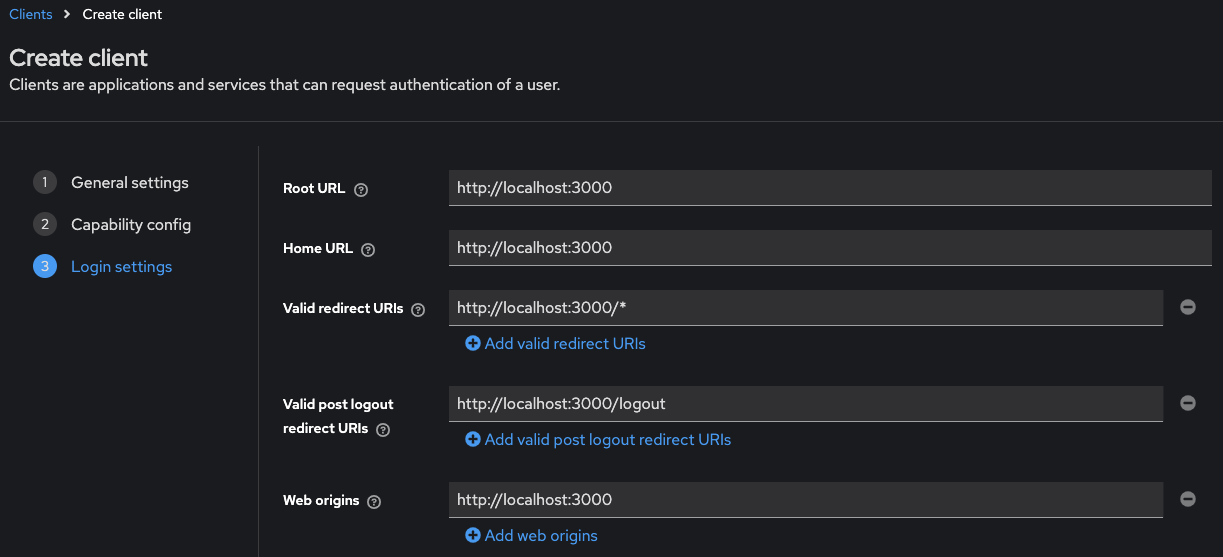 Clients > Create client
Create client
Clients are applications and services that can request authentication of a user.
1 General settings
2 Capability config
3 Login settings
Root URL ? http://localhost:3000
Home URL ? http://localhost:3000
Valid redirect URIs ? http://localhost:3000/*
Add valid redirect URIs
Valid post logout
redirect URIs ? http://localhost:3000/logout
Add valid post logout redirect URIs
Web origins ? http://localhost:3000
Add web origins